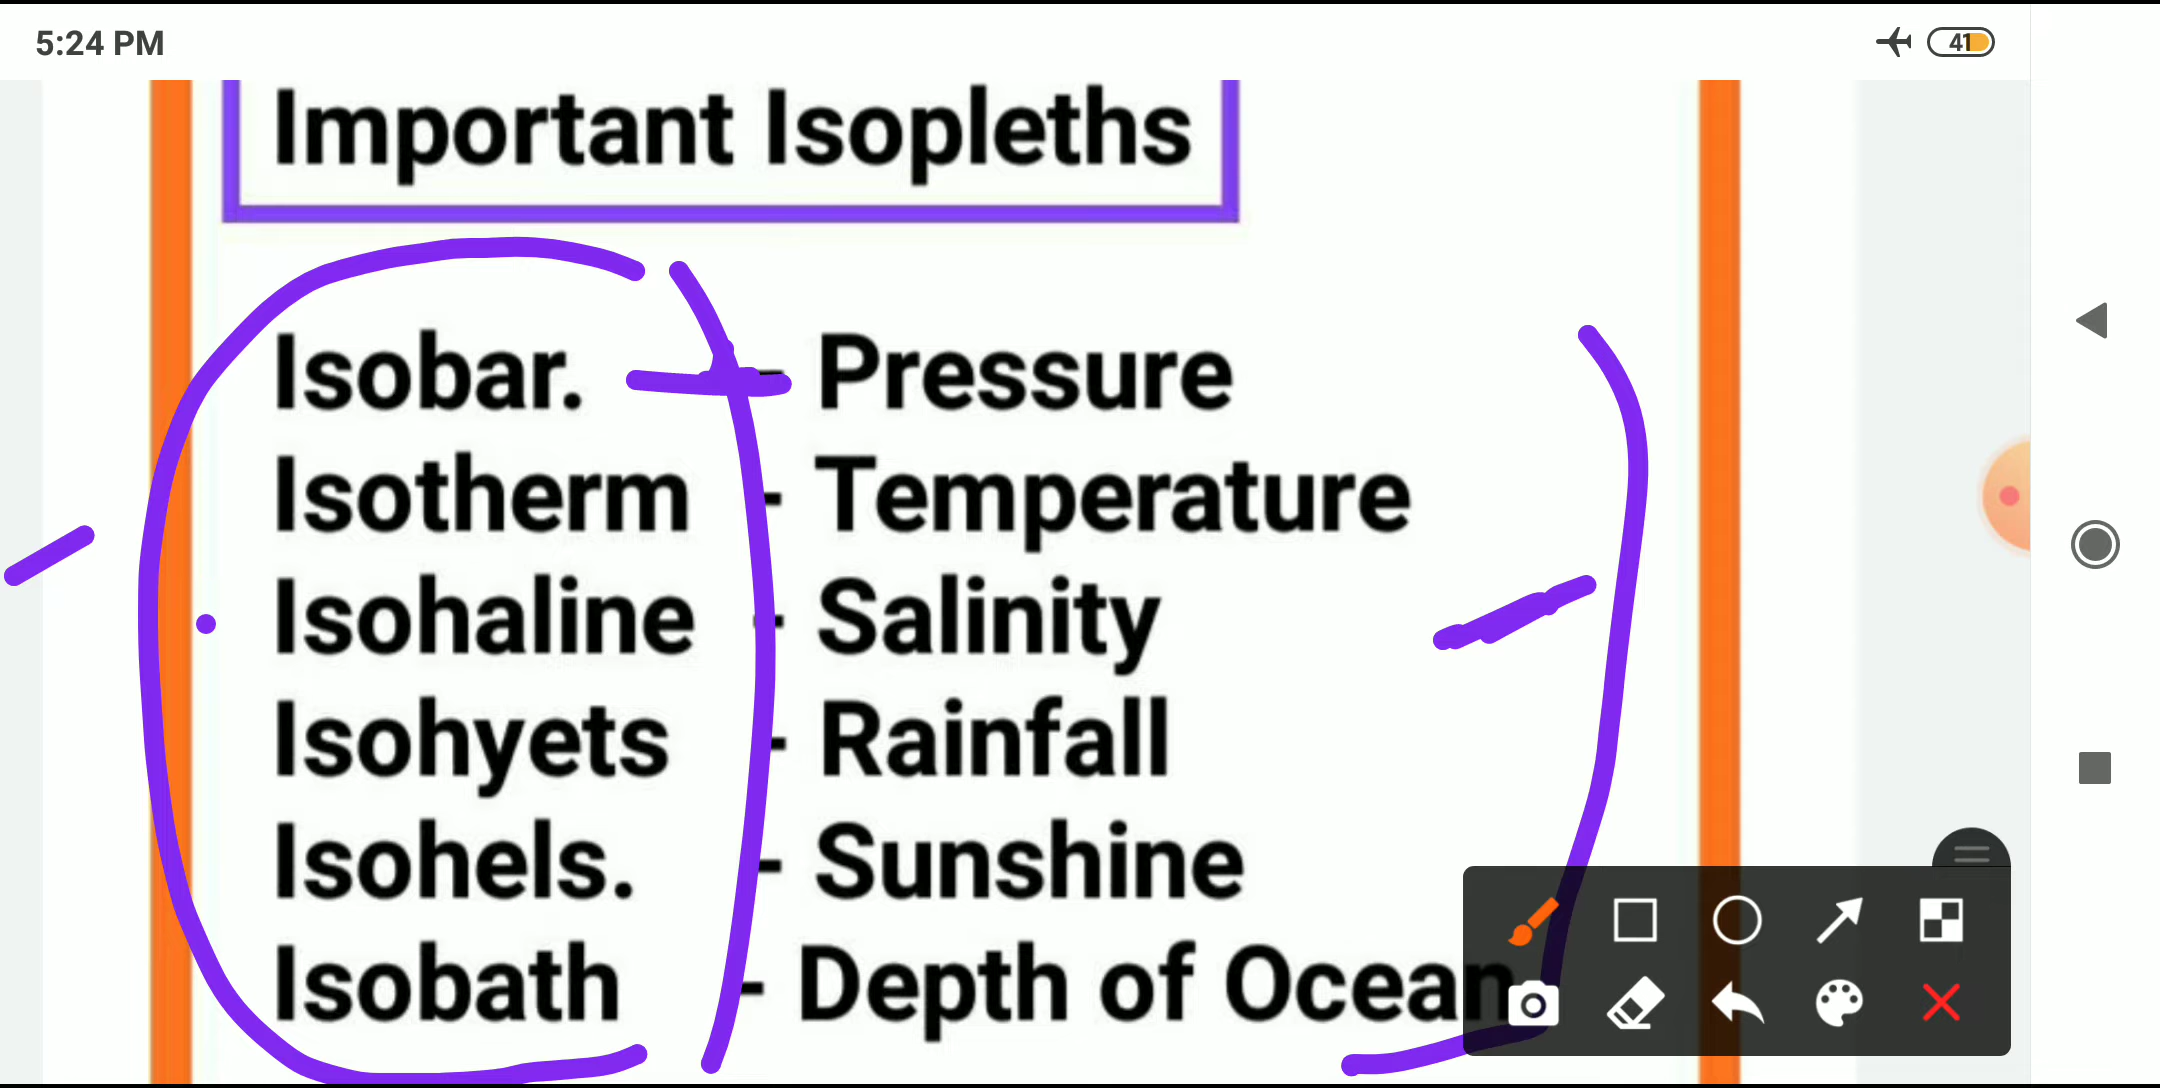 5:24 PM
41
Important Isopleths
Isobar. - Pressure
Isotherm - Temperature
Isohaline - Salinity
Isohyets - Rainfall
Isohels. - Sunshine
Isobath - Depth of Ocean